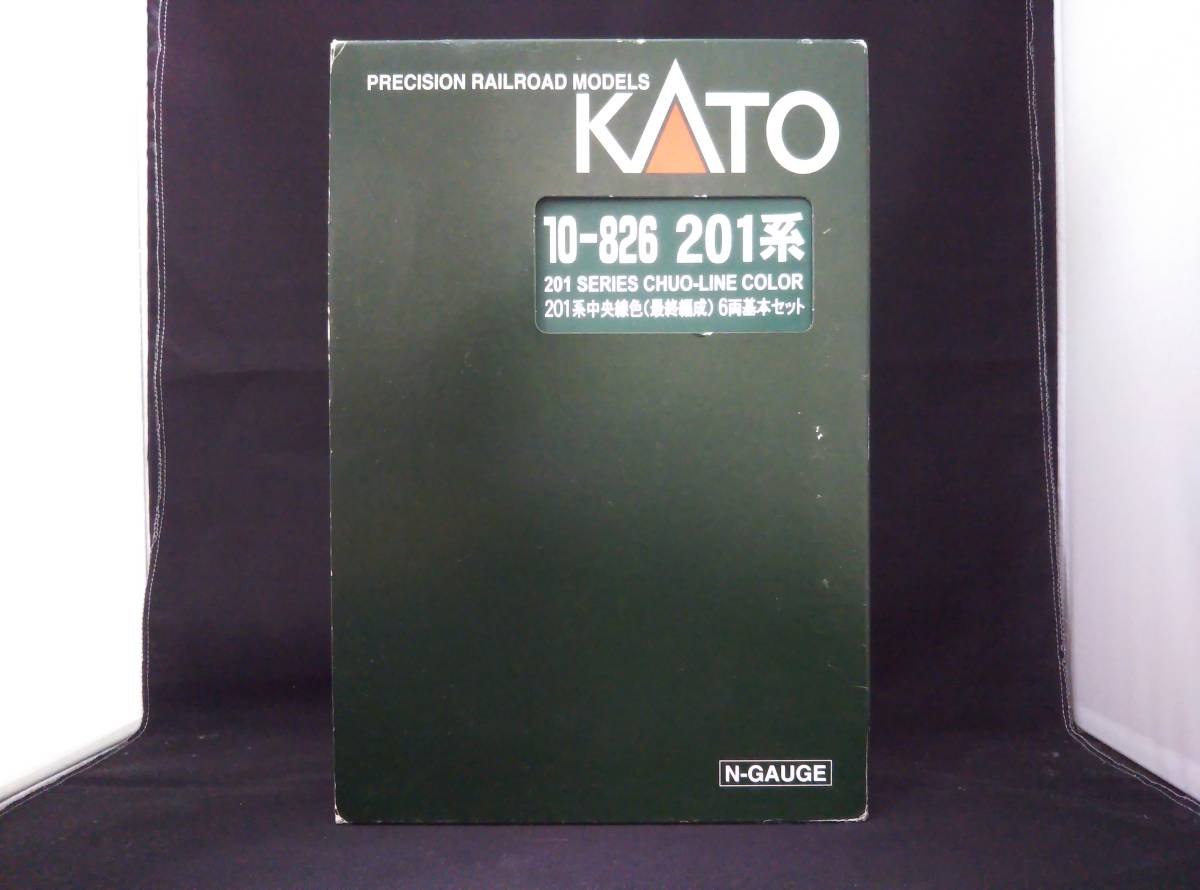 PRECISION RAILROAD MODELS
KATO
10-826 201系
201 SERIES CHUO-LINE COLOR
201系中央線色(最終編成)6両基本セット
N-GAUGE